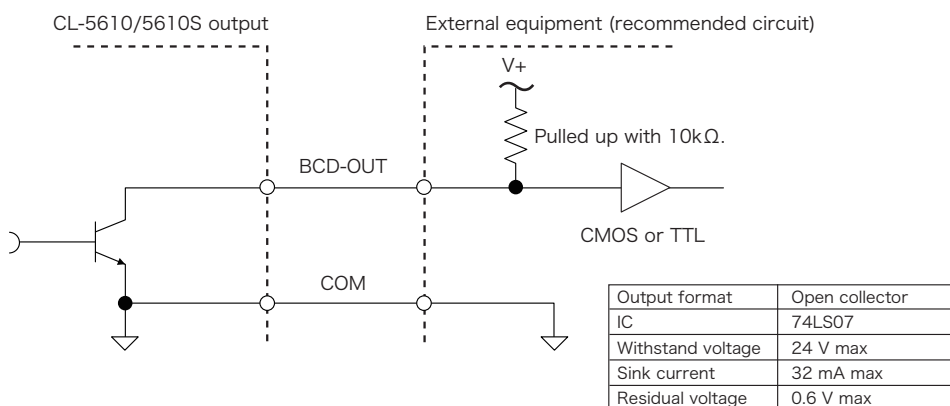 CL-5610/5610S output
External equipment (recommended circuit)
V+
Pulled up with 10kΩ.
BCD-OUT
CMOS or TTL
COM
Output format Open collector
IC 74LS07
Withstand voltage 24 V max
Sink current 32 mA max
Residual voltage 0.6 V max